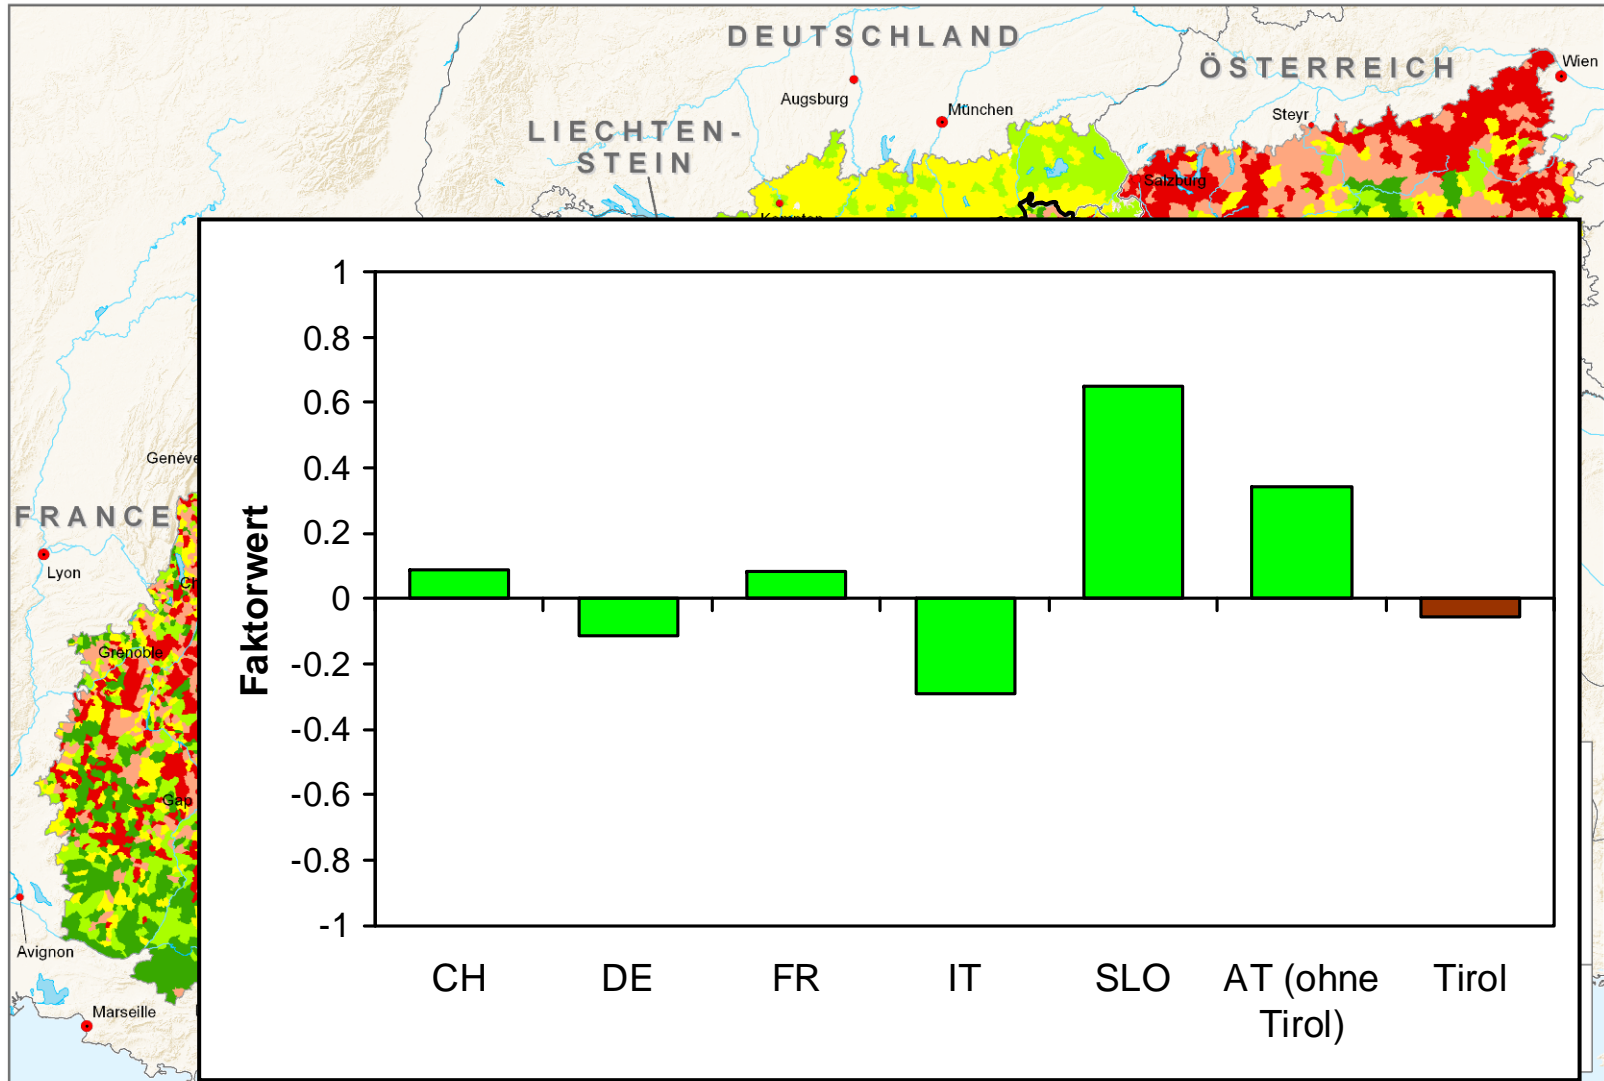 DEUTSCHLAND
ÖSTERREICH
Wien
Augsburg
München
Steyr
LIECHTEN-
STEIN
Salzburg
Genève
FRANCE
Lyon
Grenoble
Gap
Avignon
Marseille
1
0.8
0.6
0.4
0.2
0
-0.2
-0.4
-0.6
-0.8
-1
Faktorwert
CH
DE
FR
IT
SLO
AT (ohne
Tirol)
Tirol